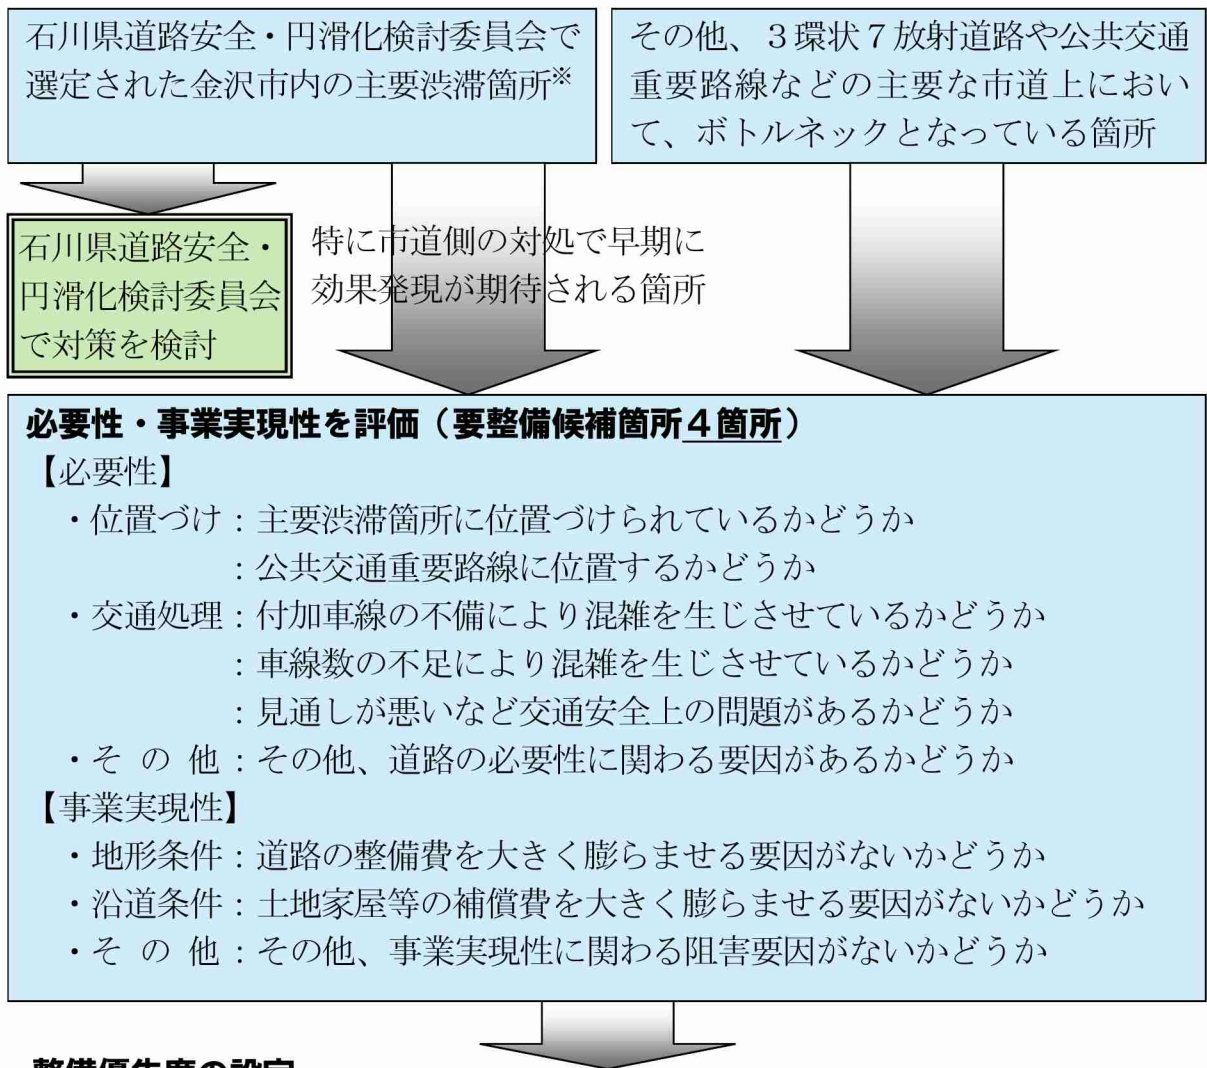 石川県道路安全・円滑化検討委員会で
選定された金沢市内の主要渋滞箇所※
その他、３環状７放射道路や公共交通
重要路線などの主要な市道上におい
て、ボトルネックとなっている箇所
石川県道路安全・
円滑化検討委員会
で対策を検討
特に市道側の対処で早期に
効果発現が期待される箇所
必要性・事業実現性を評価（要整備候補箇所４箇所）
【必要性】
・位置づけ：主要渋滞箇所に位置づけられているかどうか
：公共交通重要路線に位置するかどうか
・交通処理：付加車線の不備により混雑を生じさせているかどうか
：車線数の不足により混雑を生じさせているかどうか
：見通しが悪いなど交通安全上の問題があるかどうか
・そ の 他：その他、道路の必要性に関わる要因があるかどうか
【事業実現性】
・地形条件：道路の整備費を大きく膨らませる要因がないかどうか
・沿道条件：土地家屋等の補償費を大きく膨らませる要因がないかどうか
・そ の 他：その他、事業実現性に関わる阻害要因がないかどうか
整備優先度の設定